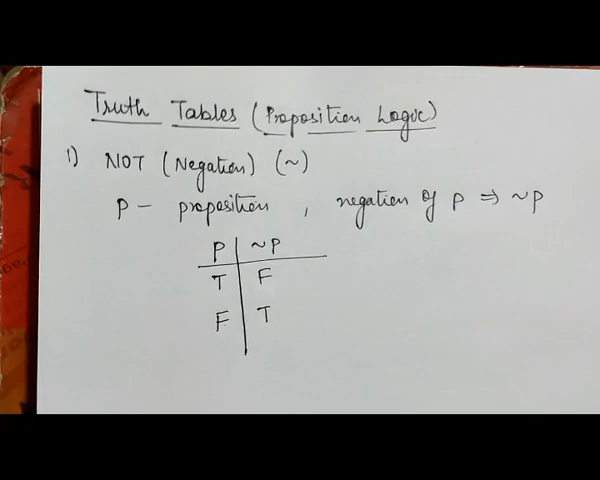 Truth Tables (Proposition Logic)
1) NOT (Negation) (~)
P - proposition, negation of P ⇒ ~P
P | ~P
T | F
F | T